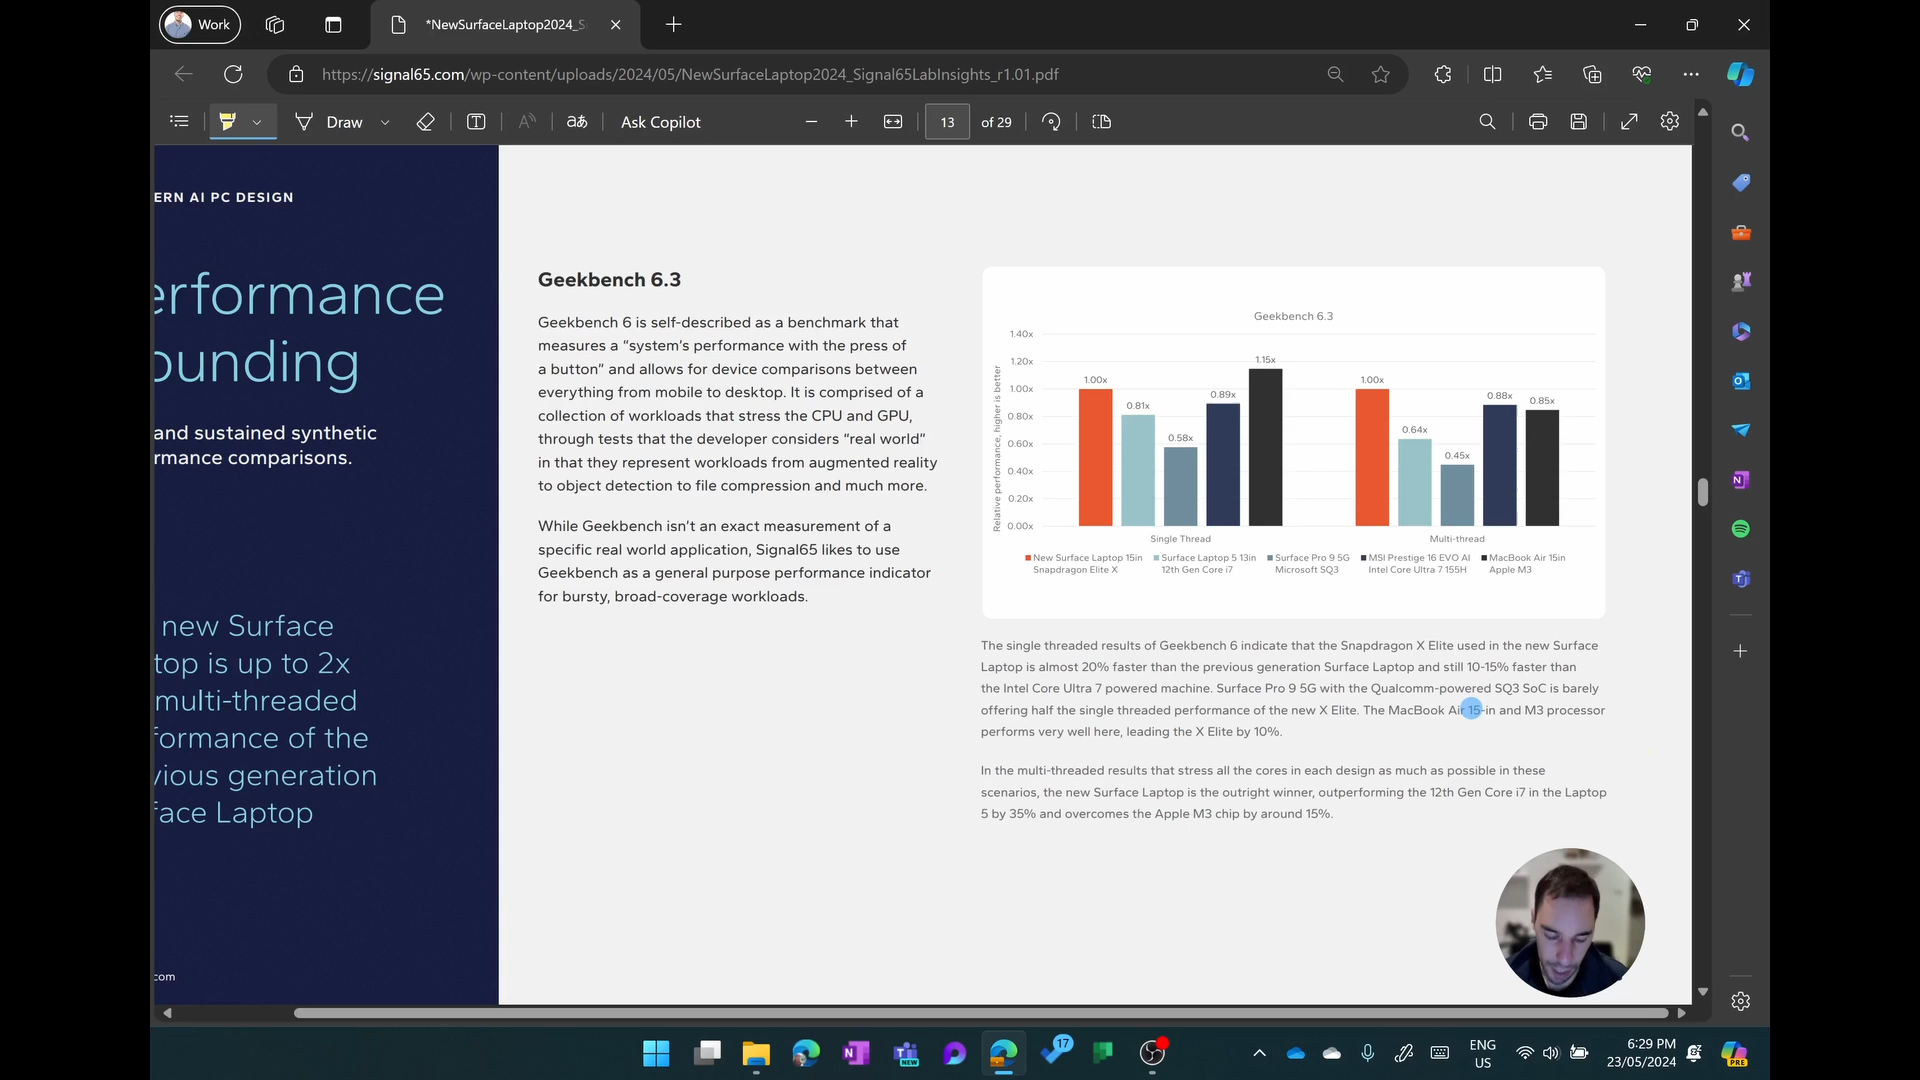 Work
*NewSurfaceLaptop2024_S
https://signal65.com/wp-content/uploads/2024/05/NewSurfaceLaptop2024_Signal65LabInsights_r1.01.pdf
Draw
aあ
Ask Copilot
13
of 29
ERN AI PC DESIGN
erformance
ounding
and sustained synthetic
rmance comparisons.
new Surface
top is up to 2x
multi-threaded
formance of the
vious generation
face Laptop
.com
Geekbench 6.3
Geekbench 6 is self-described as a benchmark that
measures a “system’s performance with the press of
a button” and allows for device comparisons between
everything from mobile to desktop. It is comprised of a
collection of workloads that stress the CPU and GPU,
through tests that the developer considers “real world”
in that they represent workloads from augmented reality
to object detection to file compression and much more.
While Geekbench isn’t an exact measurement of a
specific real world application, Signal65 likes to use
Geekbench as a general purpose performance indicator
for bursty, broad-coverage workloads.
Geekbench 6.3
Relative performance, higher is better
1.40x
1.20x
1.00x
0.80x
0.60x
0.40x
0.20x
0.00x
1.00x
0.81x
0.58x
0.89x
1.15x
1.00x
0.64x
0.45x
0.88x
0.85x
Single Thread
Multi-thread
New Surface Laptop 15in
Snapdragon Elite X
Surface Laptop 5 13in
12th Gen Core i7
Surface Pro 9 5G
Microsoft SQ3
MSI Prestige 16 EVO AI
Intel Core Ultra 7 155H
MacBook Air 15in
Apple M3
The single threaded results of Geekbench 6 indicate that the Snapdragon X Elite used in the new Surface
Laptop is almost 20% faster than the previous generation Surface Laptop and still 10-15% faster than
the Intel Core Ultra 7 powered machine. Surface Pro 9 5G with the Qualcomm-powered SQ3 SoC is barely
offering half the single threaded performance of the new X Elite. The MacBook Air 15-in and M3 processor
performs very well here, leading the X Elite by 10%.
In the multi-threaded results that stress all the cores in each design as much as possible in these
scenarios, the new Surface Laptop is the outright winner, outperforming the 12th Gen Core i7 in the Laptop
5 by 35% and overcomes the Apple M3 chip by around 15%.
NEW
17
ENG
US
6:29 PM
23/05/2024
PRE